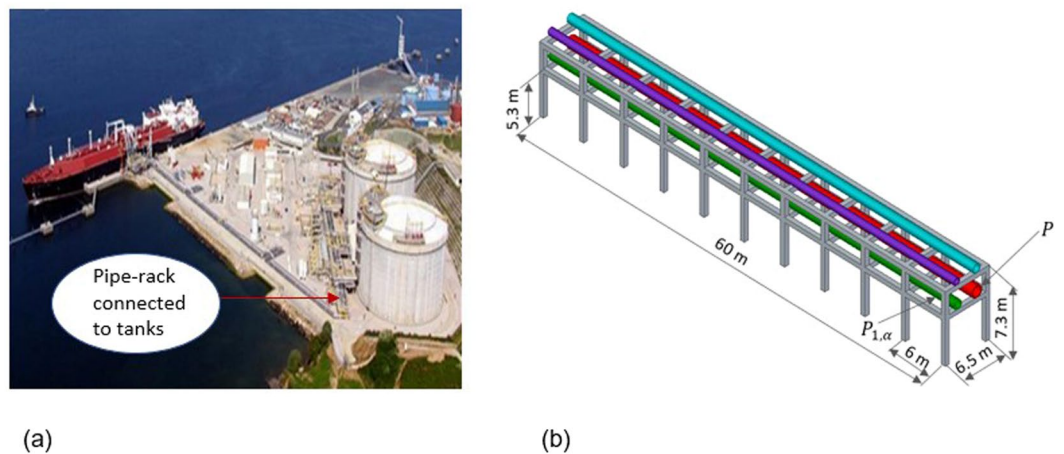 Pipe-rack
connected
to tanks
5.3 m
60 m
P
P1,α
6 m
6.5 m
7.3 m
(a)
(b)